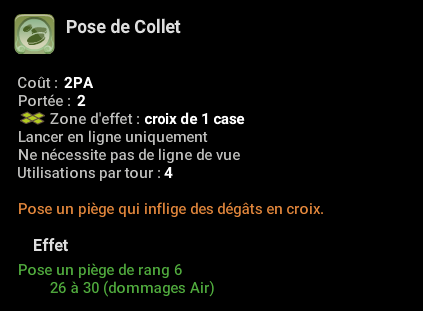 Pose de Collet
Coût : 2PA
Portée : 2
Zone d'effet : croix de 1 case
Lancer en ligne uniquement
Ne nécessite pas de ligne de vue
Utilisations par tour : 4
Pose un piège qui inflige des dégâts en croix.
Effet
Pose un piège de rang 6
26 à 30 (dommages Air)